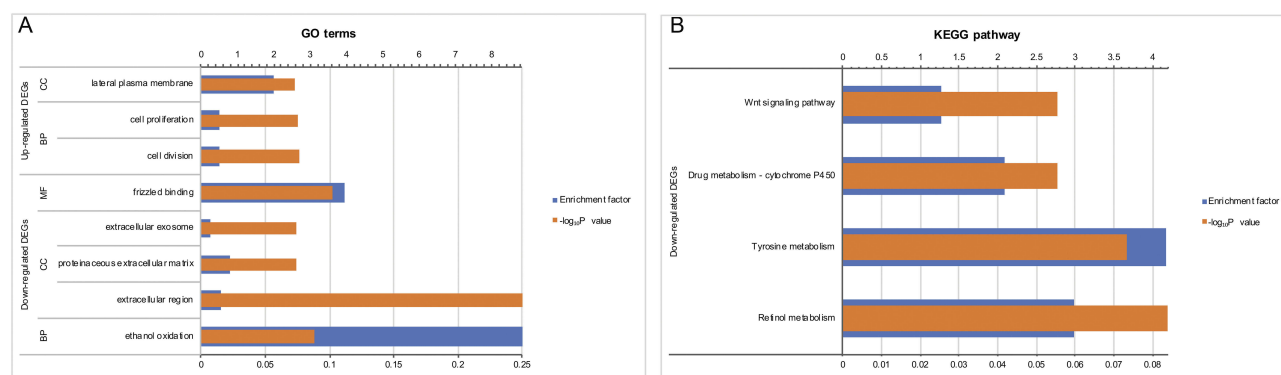 A
GO terms
0 1 2 3 4 5 6 7 8
Up-regulated DEGs
CC
lateral plasma membrane
BP
cell proliferation
cell division
Down-regulated DEGs
MF
frizzled binding
CC
extracellular exosome
proteinaceous extracellular matrix
extracellular region
BP
ethanol oxidation
0 0.05 0.1 0.15 0.2 0.25
Enrichment factor
-log₁₀P value
B
KEGG pathway
0 0.5 1 1.5 2 2.5 3 3.5 4
Down-regulated DEGs
Wnt signaling pathway
Drug metabolism - cytochrome P450
Tyrosine metabolism
Retinol metabolism
0 0.01 0.02 0.03 0.04 0.05 0.06 0.07 0.08
Enrichment factor
-log₁₀P value